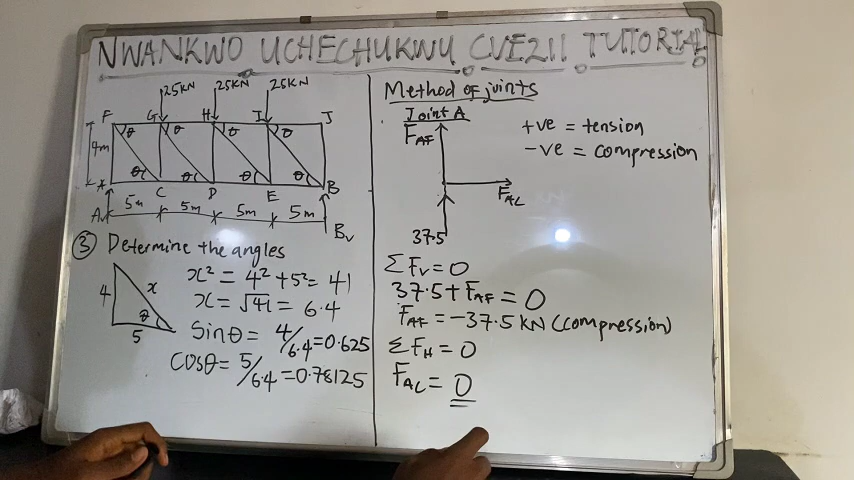 NWANKWO UCHECHUKWU CVEZII TUTORIAL
25KN 25KN 25KN
F G H I J
θ θ θ θ
4m
θ θ θ θ
A C D E B
5m 5m 5m 5m
Av Bv
③ Determine the angles
4 x θ 5
x² = 4² + 5² = 41
x = √41 = 6.4
Sinθ = 4/6.4 = 0.625
Cosθ = 5/6.4 = 0.78125
Method of joints
Joint A
FAF
+ve = tension
-ve = compression
FAC
37.5
ΣFV = 0
37.5 + FAF = 0
FAF = -37.5 KN (compression)
ΣFH = 0
FAC = 0